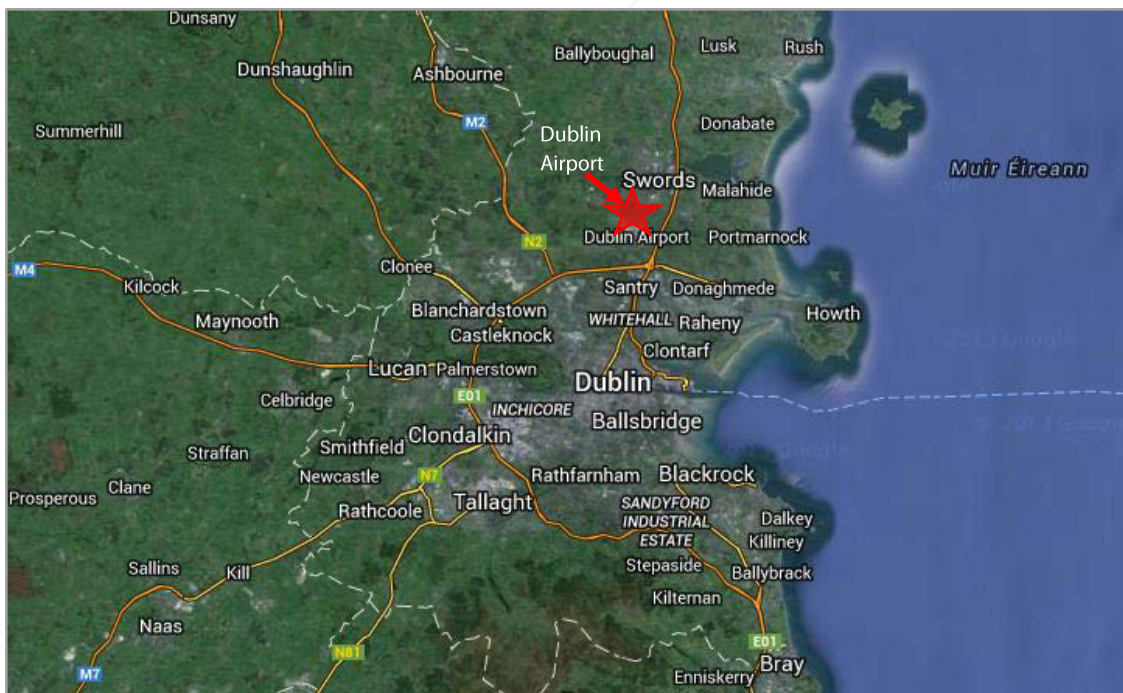 Dunsany
Lusk
Rush
Ballyboughal
Dunshaughlin
Ashbourne
M2
Donabate
Summerhill
Dublin
Airport
Muir Éireann
Swords
Malahide
N2
Dublin Airport
Portmarnock
M4
Clonee
Kilcock
Santry
Donaghmede
Blanchardstown
Howth
Maynooth
WHITEHALL
Raheny
Castleknock
Clontarf
Lucan
Palmerstown
Dublin
E01
Celbridge
INCHICORE
Ballsbridge
Clondalkin
Smithfield
Straffan
Newcastle
N7
Rathfarnham
Blackrock
Clane
Prosperous
Tallaght
Rathcoole
SANDYFORD
INDUSTRIAL
ESTATE
Dalkey
Killiney
Sallins
Kill
Stepaside
Ballybrack
Kilternan
Naas
E01
N81
Bray
M7
Enniskerry